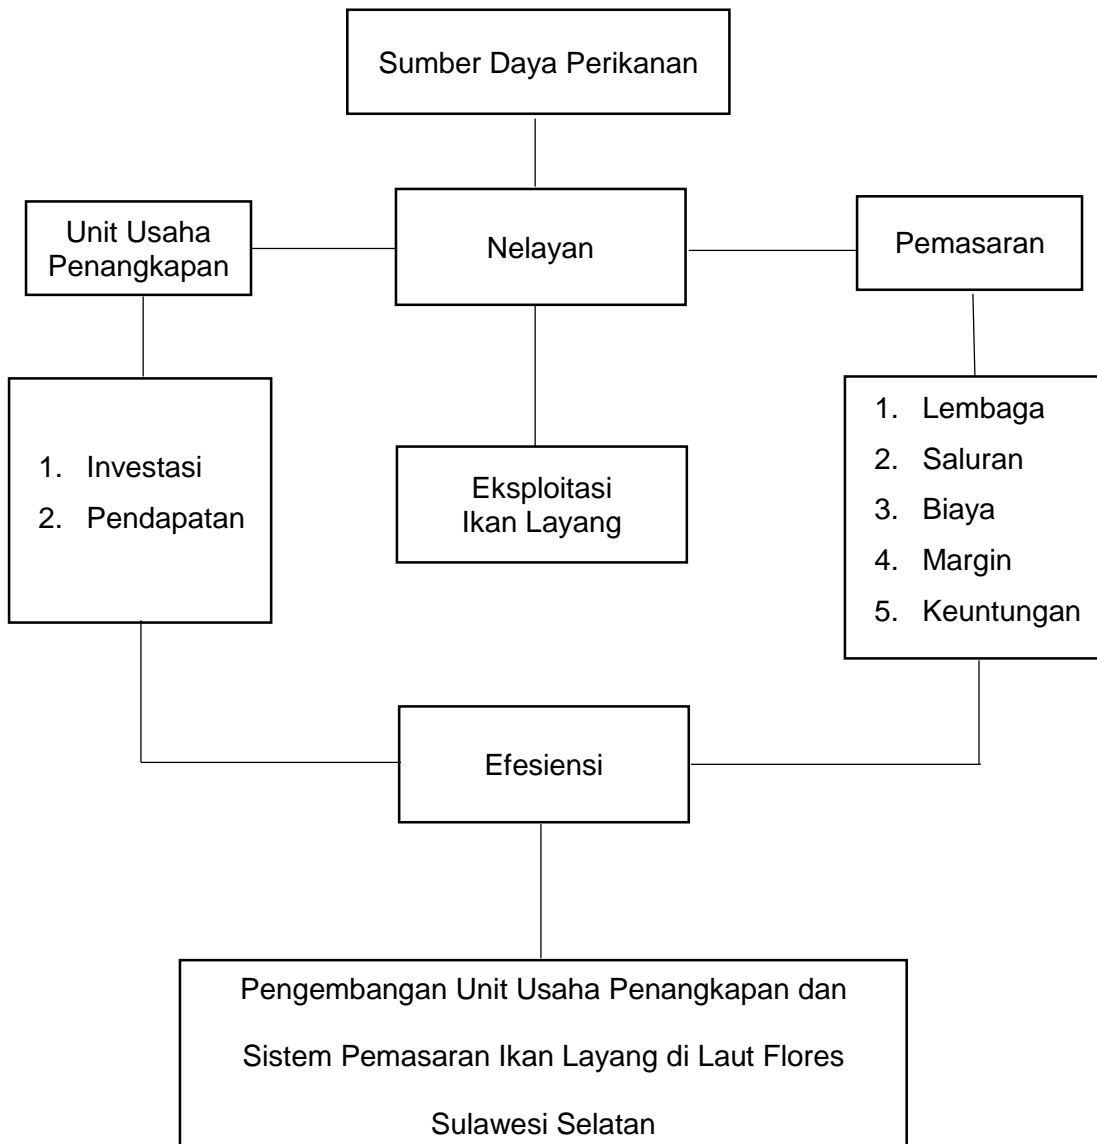 Sumber Daya Perikanan
Unit Usaha
Penangkapan
Nelayan
Pemasaran
1. Investasi
2. Pendapatan
Eksploitasi
Ikan Layang
1. Lembaga
2. Saluran
3. Biaya
4. Margin
5. Keuntungan
Efesiensi
Pengembangan Unit Usaha Penangkapan dan
Sistem Pemasaran Ikan Layang di Laut Flores
Sulawesi Selatan